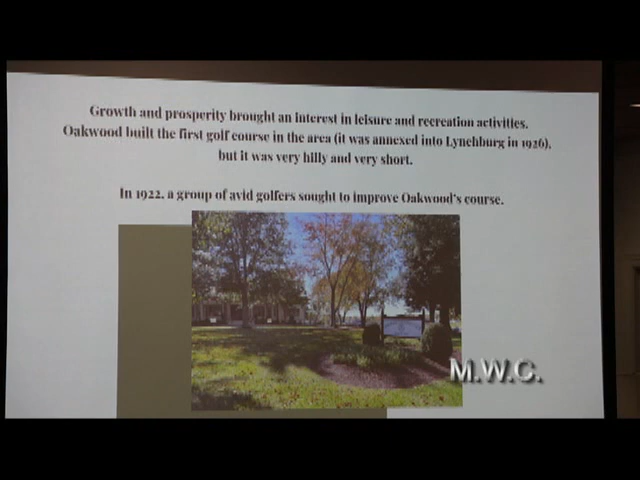 Growth and prosperity brought an interest in leisure and recreation activities.
Oakwood built the first golf course in the area (it was annexed into Lynchburg in 1926),
but it was very hilly and very short.
In 1922, a group of avid golfers sought to improve Oakwood's course.
M.W.C.